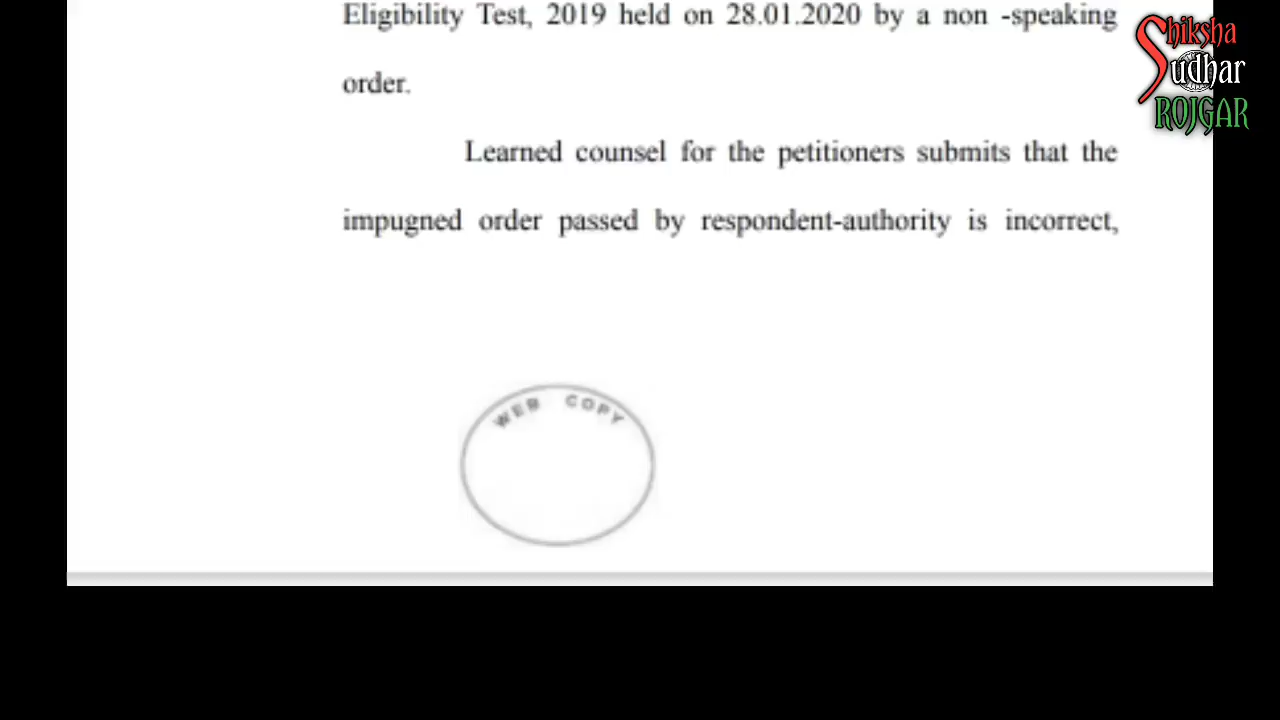 Eligibility Test, 2019 held on 28.01.2020 by a non -speaking
order.
Learned counsel for the petitioners submits that the
impugned order passed by respondent-authority is incorrect,
WEB COPY
Shiksha
Sudhar
ROJGAR